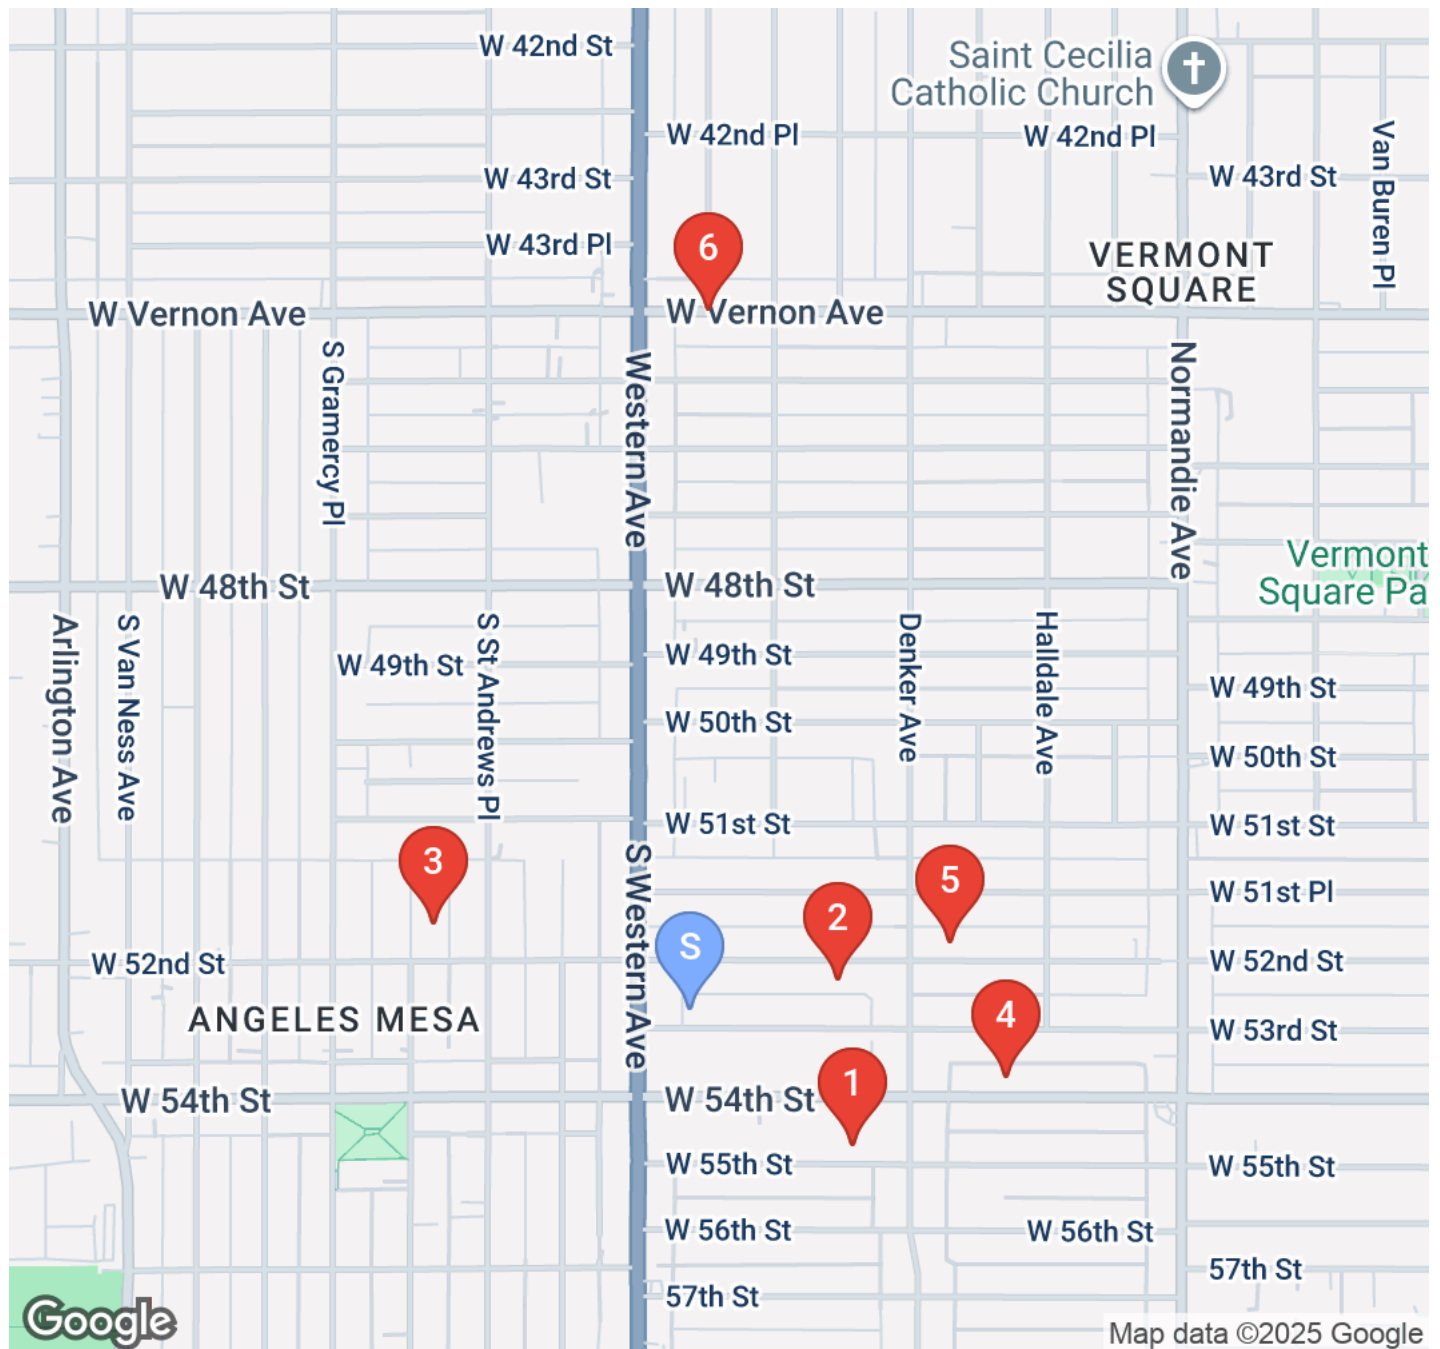 W 42nd St
Saint Cecilia
Catholic Church
W 42nd Pl
W 42nd Pl
Van Buren Pl
W 43rd St
W 43rd St
W 43rd Pl
6
VERMONT
SQUARE
W Vernon Ave
W Vernon Ave
S Gramercy Pl
Western Ave
Normandie Ave
Vermont
Square Pa
W 48th St
W 48th St
Arlington Ave
S Van Ness Ave
S St Andrews Pl
Denker Ave
Halldale Ave
W 49th St
W 49th St
W 49th St
W 50th St
W 50th St
W 51st St
W 51st St
3
S Western Ave
5
W 51st Pl
2
S
W 52nd St
W 52nd St
ANGELES MESA
4
W 53rd St
1
W 54th St
W 54th St
W 55th St
W 55th St
W 56th St
W 56th St
57th St
57th St
Google
Map data ©2025 Google